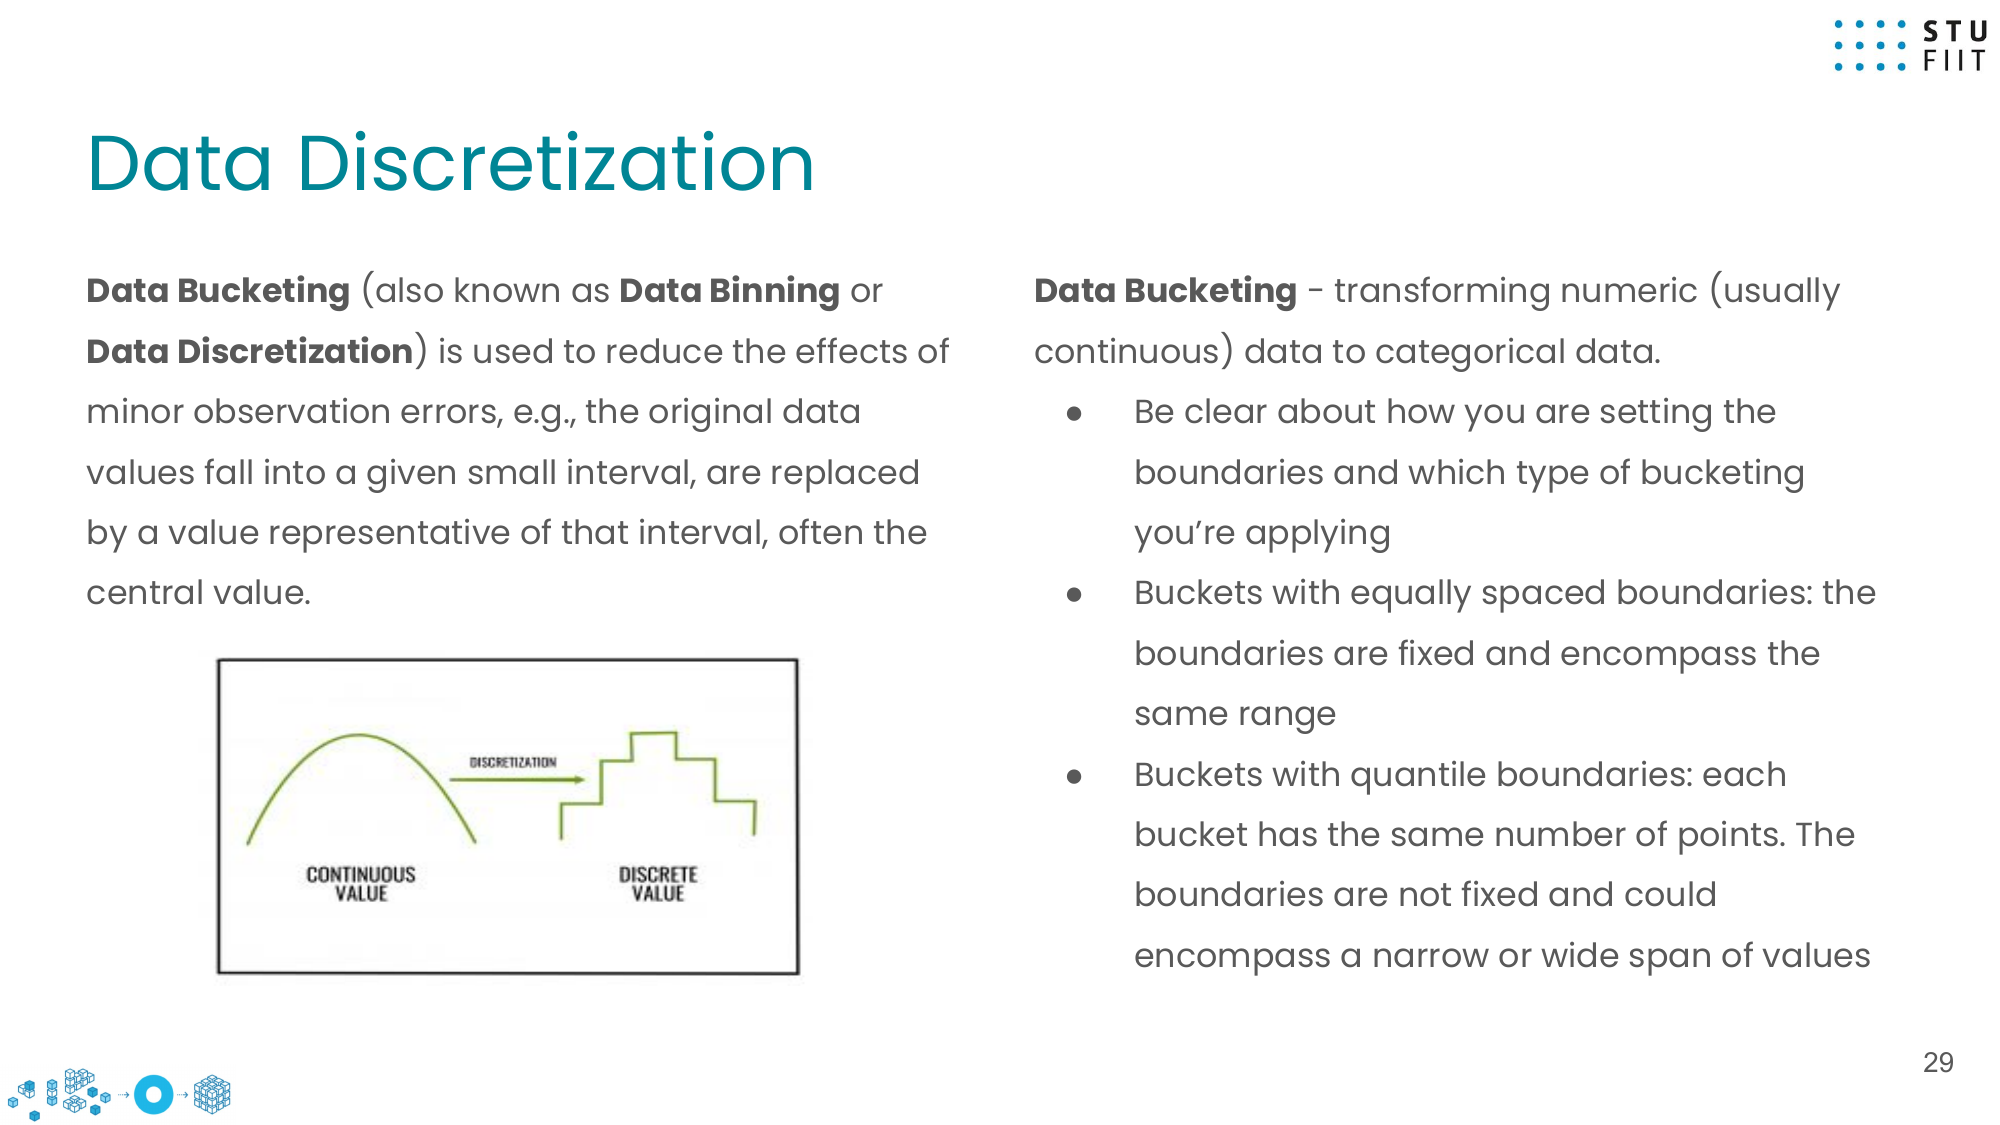 STU
FIIT
Data Discretization
Data Bucketing (also known as Data Binning or
Data Discretization) is used to reduce the effects of
minor observation errors, e.g., the original data
values fall into a given small interval, are replaced
by a value representative of that interval, often the
central value.
DISCRETIZATION
CONTINUOUS
VALUE
DISCRETE
VALUE
Data Bucketing - transforming numeric (usually
continuous) data to categorical data.
● Be clear about how you are setting the
boundaries and which type of bucketing
you’re applying
● Buckets with equally spaced boundaries: the
boundaries are fixed and encompass the
same range
● Buckets with quantile boundaries: each
bucket has the same number of points. The
boundaries are not fixed and could
encompass a narrow or wide span of values
29